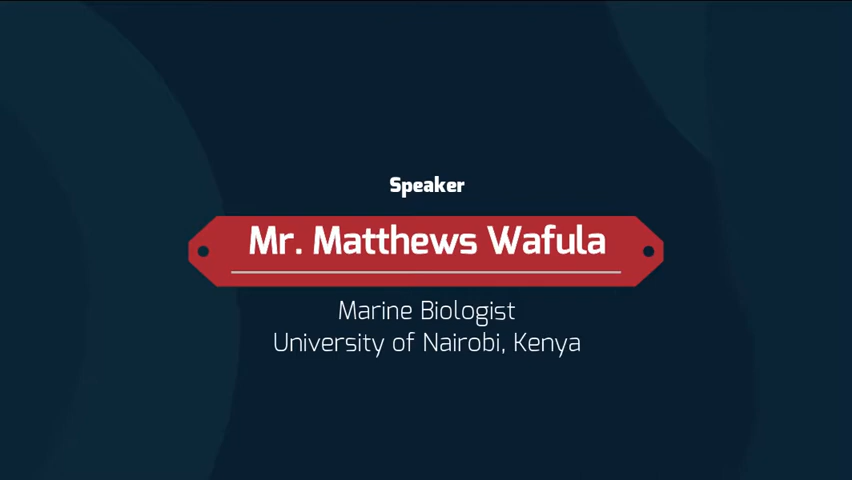 Speaker
Mr. Matthews Wafula
Marine Biologist
University of Nairobi, Kenya